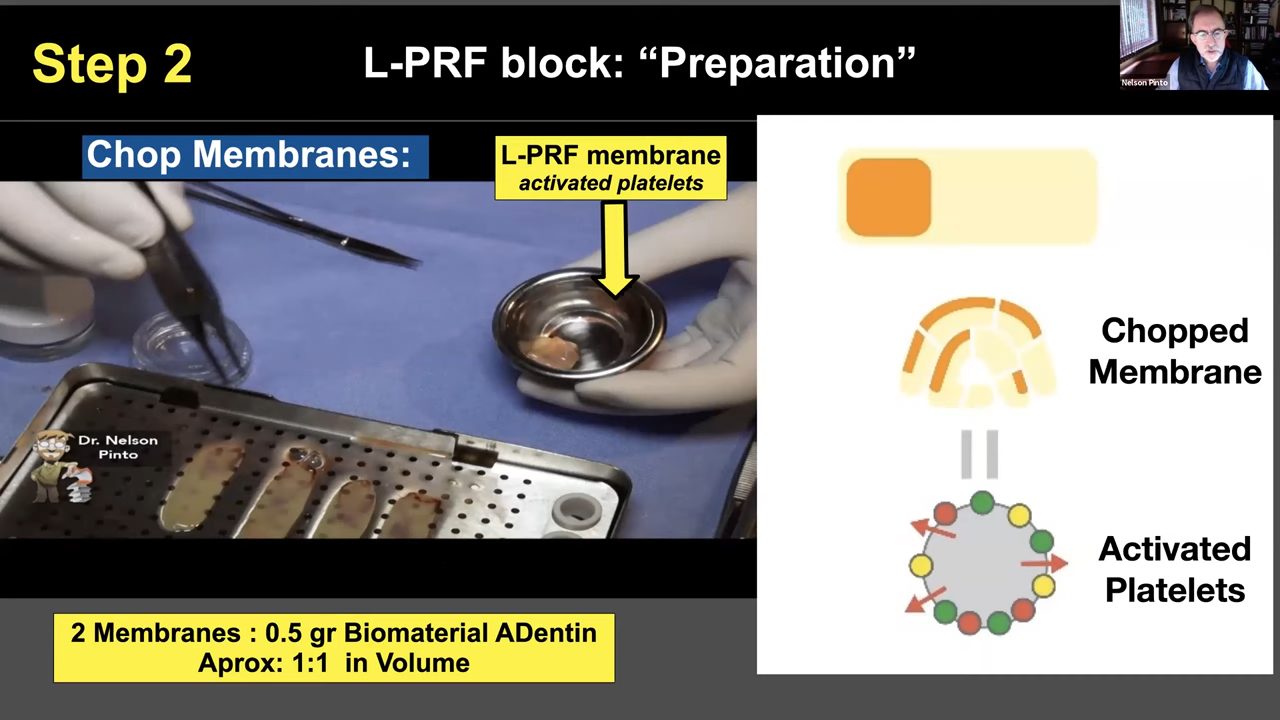 Step 2
L-PRF block: “Preparation”
Nelson Pinto
Chop Membranes:
L-PRF membrane
activated platelets
Chopped
Membrane
Dr. Nelson
Pinto
Activated
Platelets
2 Membranes : 0.5 gr Biomaterial ADentin
Aprox: 1:1 in Volume